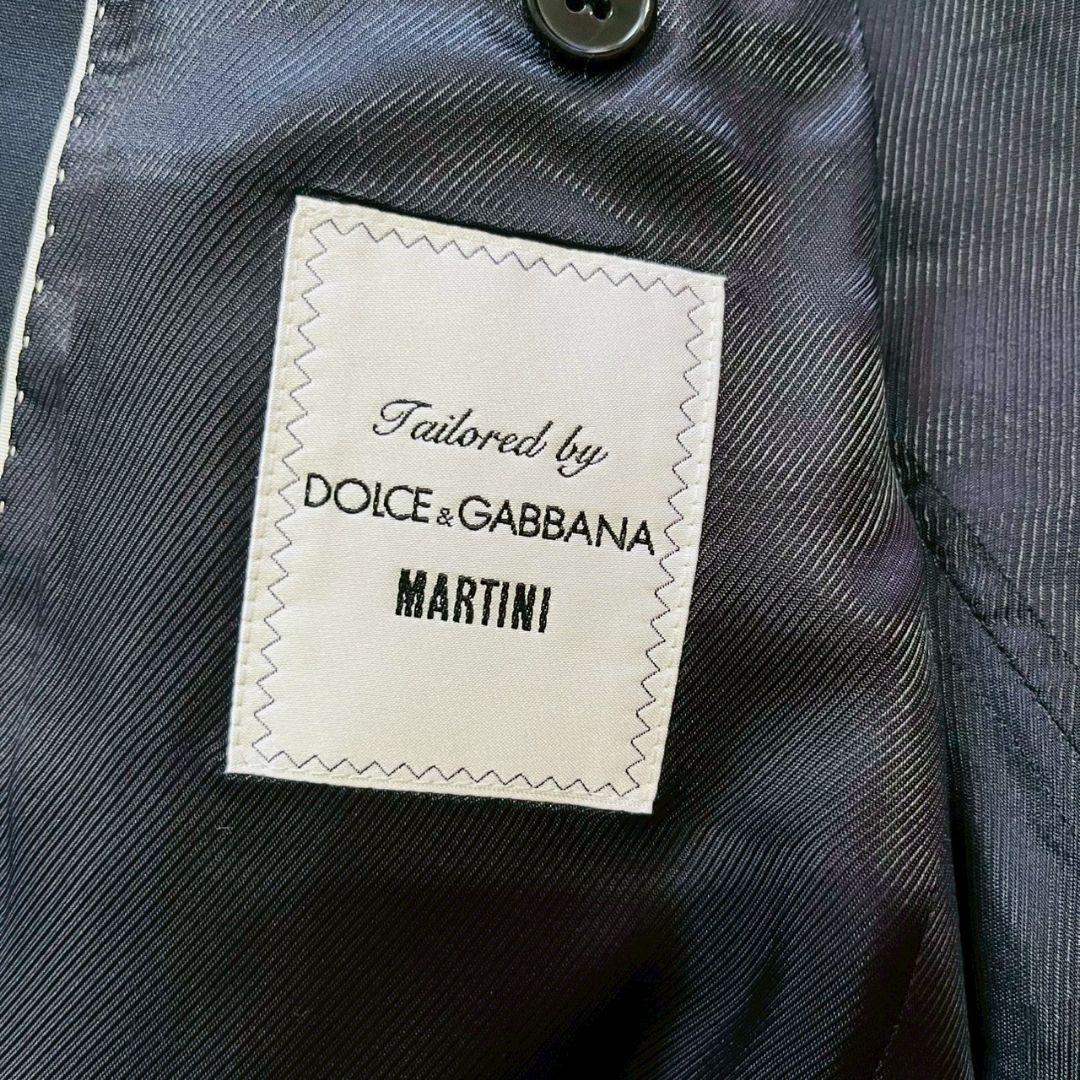 Tailored by
DOLCE & GABBANA
MARTINI